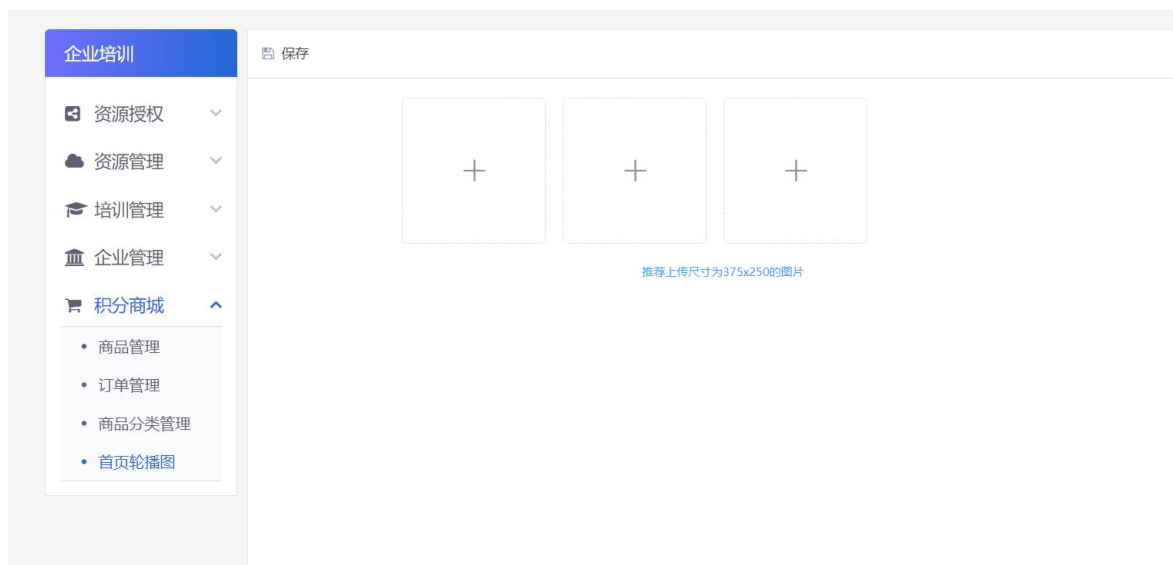 企业培训
保存
资源授权
资源管理
培训管理
企业管理
积分商城
商品管理
订单管理
商品分类管理
首页轮播图
推荐上传尺寸为375x250的图片